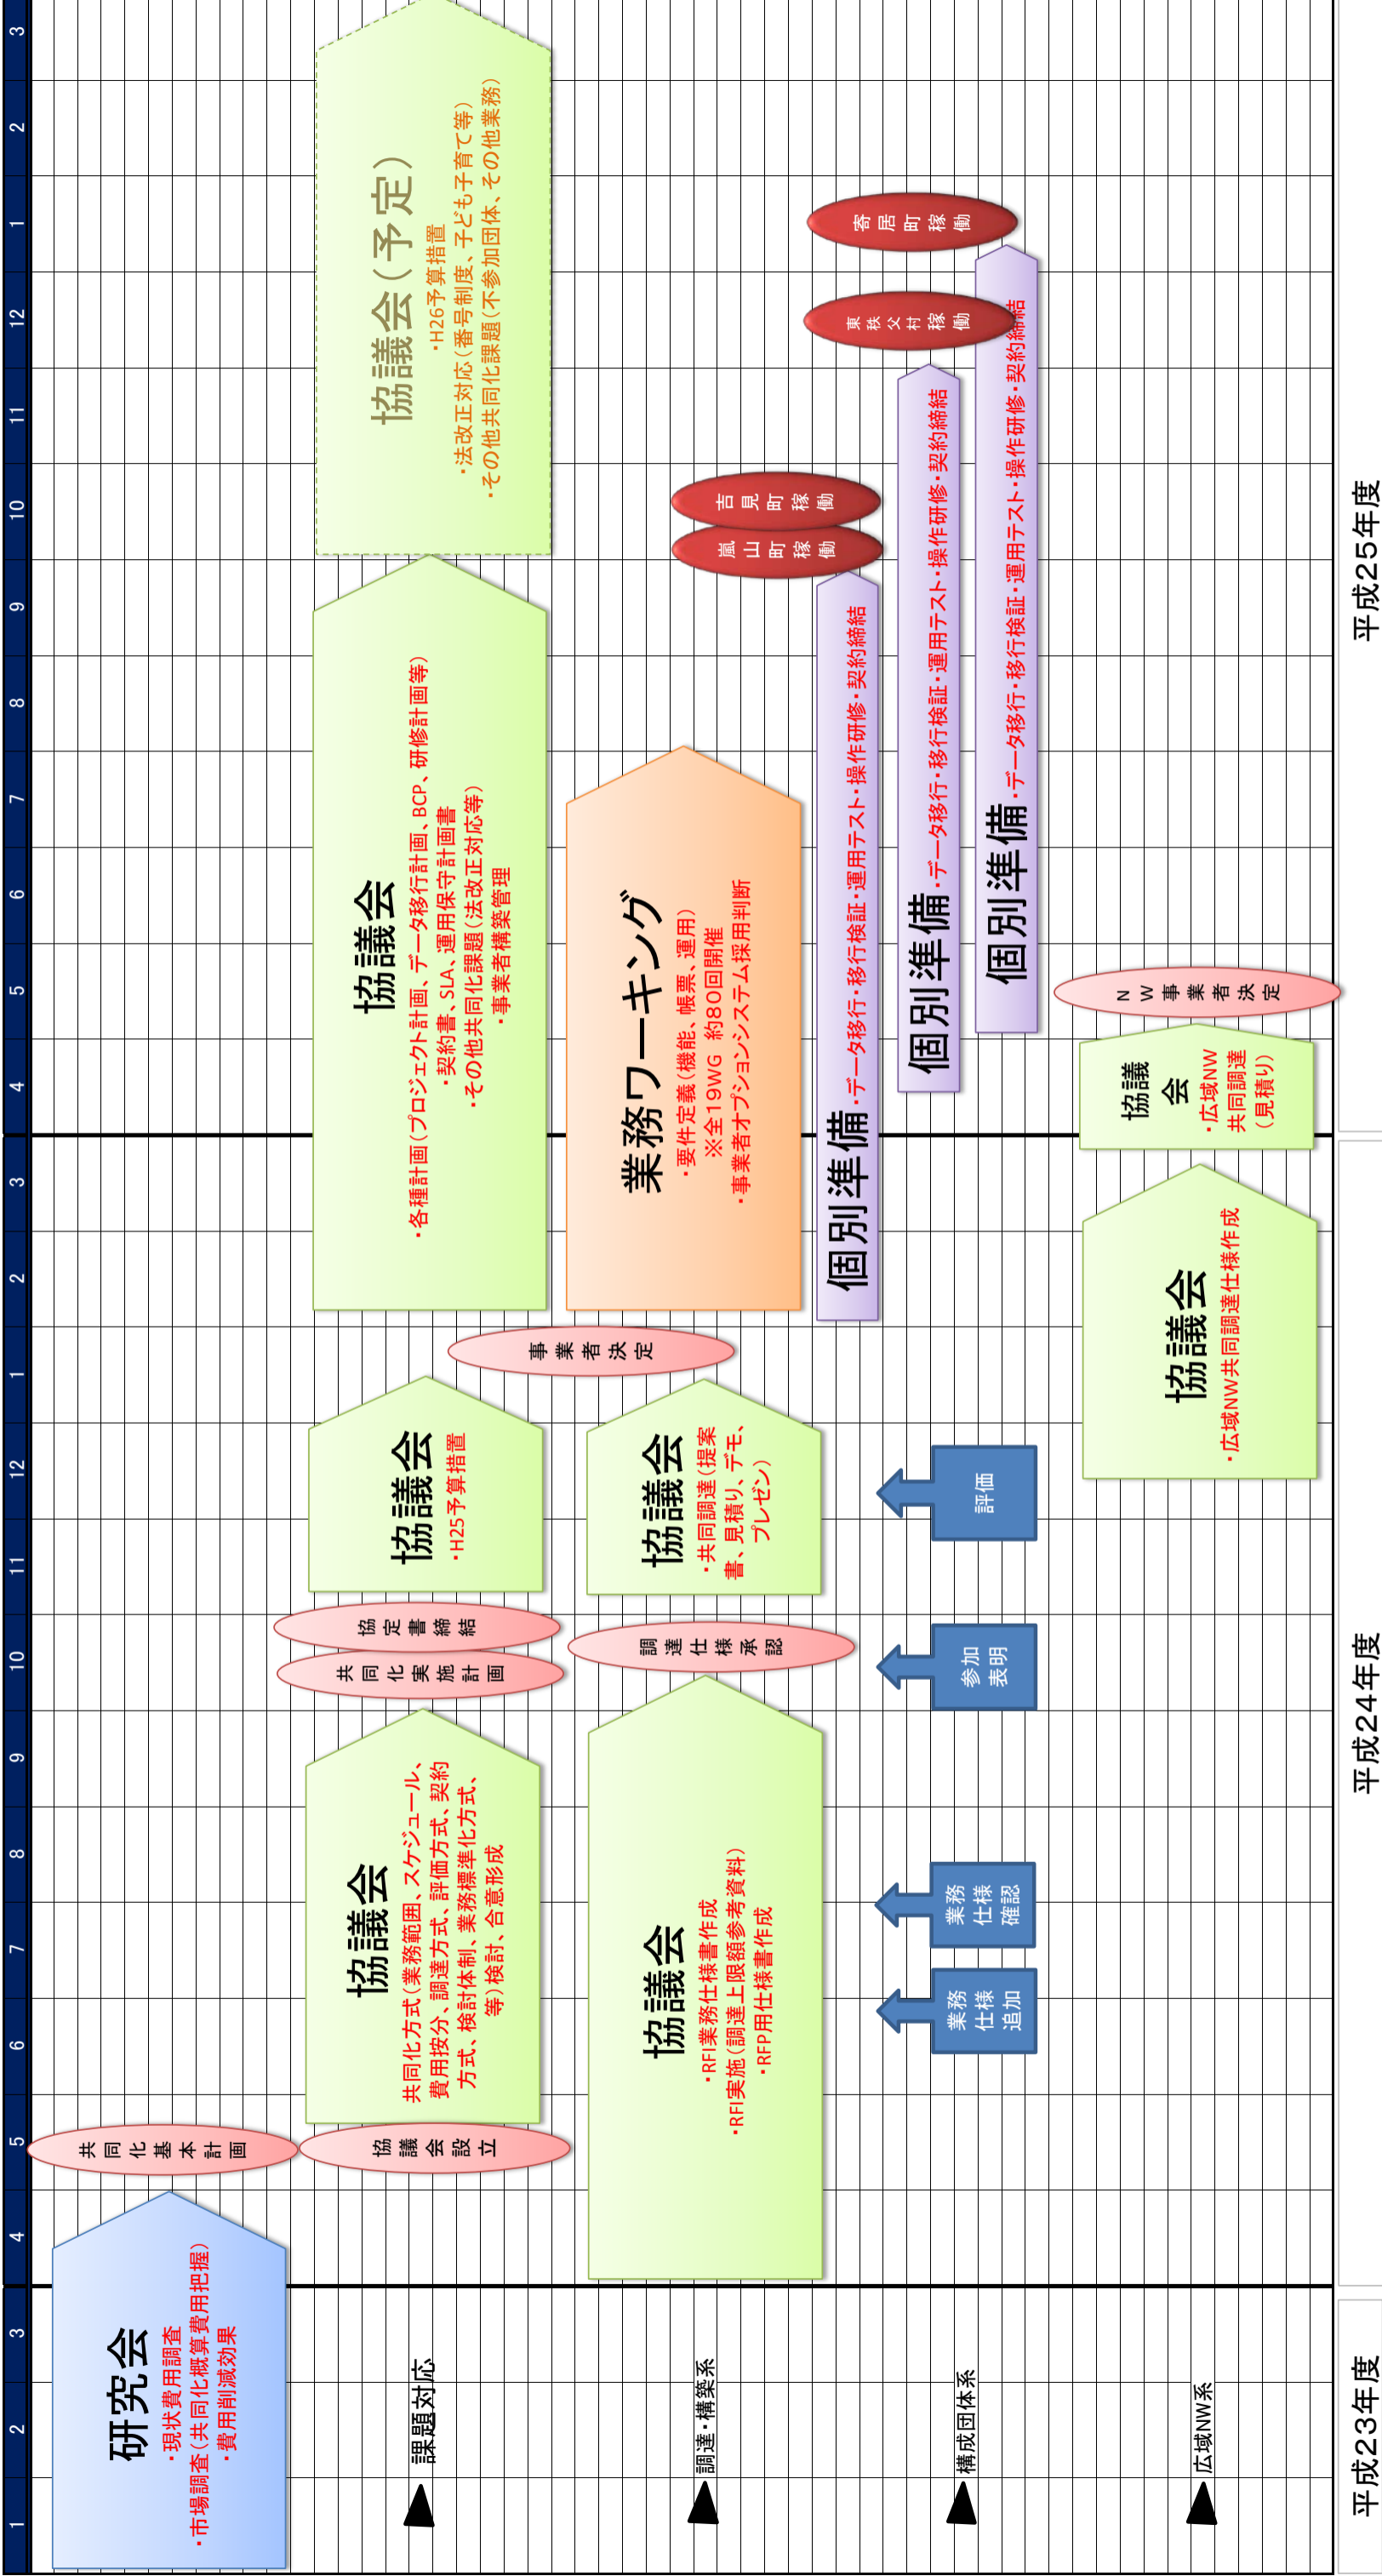 1 2 3 4 5 6 7 8 9 10 11 12 1 2 3 4 5 6 7 8 9 10 11 12 1 2 3
研究会
・現状費用調査
・市場調査(共同化概算費用把握)
・費用削減効果
共同化基本計画
課題対応
協議会設立
協議会
共同化方式(業務範囲、スケジュール、
費用按分、調達方式、評価方式、契約
方式、検討体制、業務標準化方式、
等)検討、合意形成
共同化実施計画
協定書締結
協議会
・H25予算措置
事業者決定
協議会
・各種計画(プロジェクト計画、データ移行計画、BCP、研修計画等)
・契約書、SLA、運用保守計画書
・その他共同化課題(法改正対応等)
・事業者構築管理
協議会(予定)
・H26予算措置
・法改正対応(番号制度、子ども子育て等)
・その他共同化課題(不参加団体、その他業務)
調達・構築系
協議会
・RFI業務仕様書作成
・RFI実施(調達上限額参考資料)
・RFP用仕様書作成
調達仕様承認
協議会
・共同調達(提案
書、見積り、デモ、
プレゼン)
業務ワーキング
・要件定義(機能、帳票、運用)
※全19WG 約80回開催
・事業者オプションシステム採用判断
嵐山町稼働
吉見町稼働
構成団体系
業務
仕様
追加
業務
仕様
確認
参加
表明
評価
個別準備・データ移行・移行検証・運用テスト・操作研修・契約締結
個別準備・データ移行・移行検証・運用テスト・操作研修・契約締結
個別準備・データ移行・移行検証・運用テスト・操作研修・契約締結
東秩父村稼働
寄居町稼働
広域NW系
協議会
・広域NW共同調達仕様作成
協議
会
・広域NW
共同調達
(見積り)
NW事業者決定
平成23年度
平成24年度
平成25年度